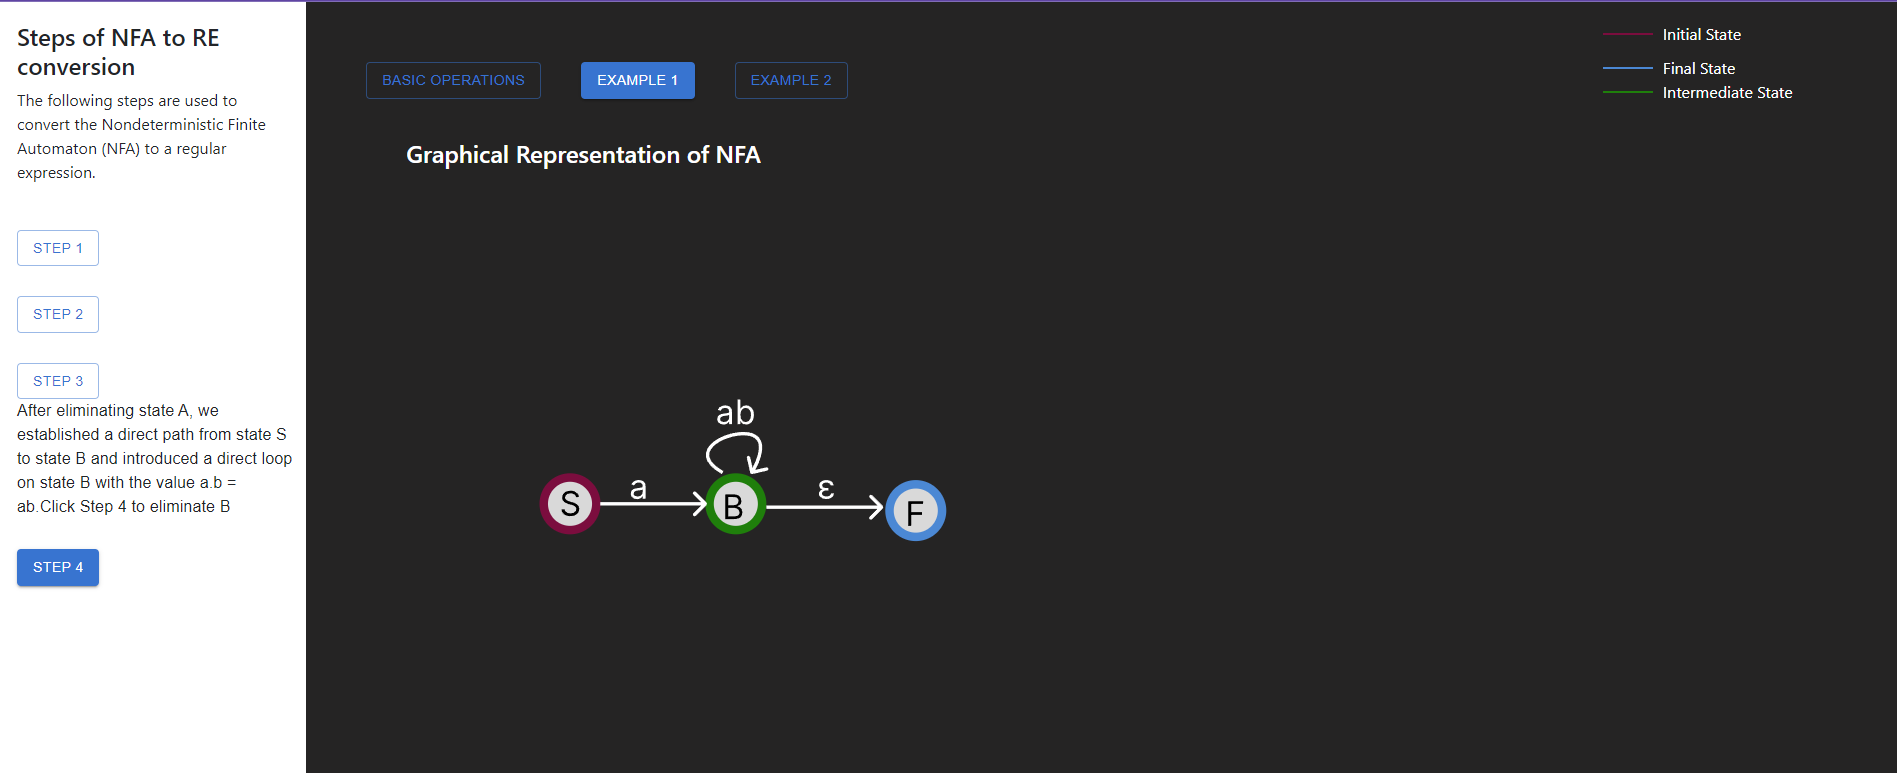 Steps of NFA to RE
conversion
The following steps are used to
convert the Nondeterministic Finite
Automaton (NFA) to a regular
expression.
STEP 1
STEP 2
STEP 3
After eliminating state A, we
established a direct path from state S
to state B and introduced a direct loop
on state B with the value a.b =
ab.Click Step 4 to eliminate B
STEP 4
BASIC OPERATIONS
EXAMPLE 1
EXAMPLE 2
Initial State
Final State
Intermediate State
Graphical Representation of NFA
ab
S
a
B
ε
F